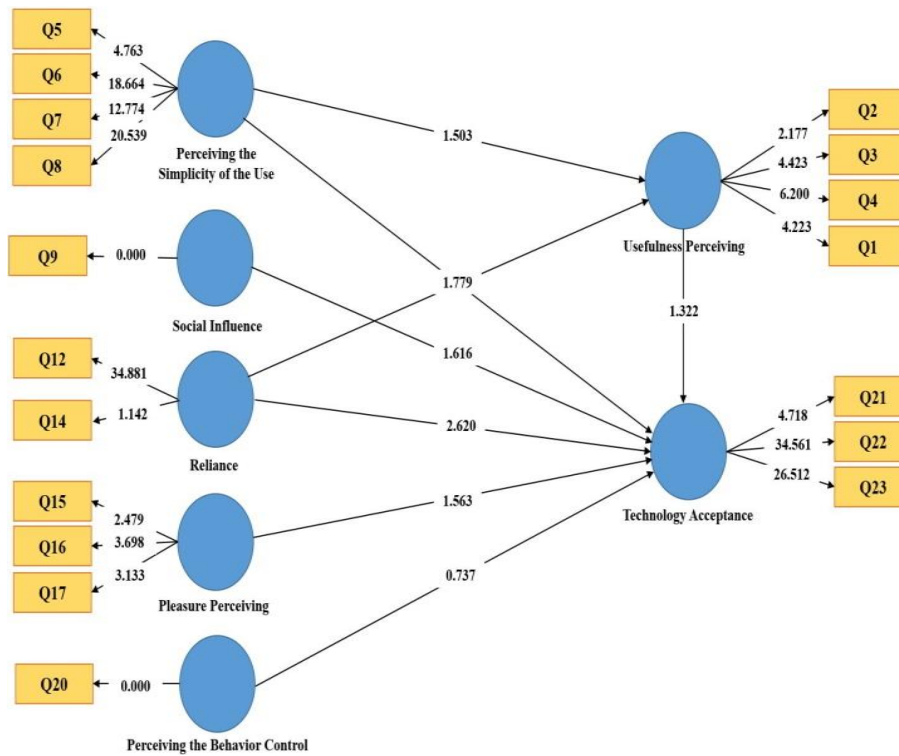 Q5
4.763
Q6
18.664
Q7
12.774
Q8
20.539
Perceiving the
Simplicity of the Use
1.503
Q2
2.177
Q3
4.423
Q4
6.200
Q1
4.223
Usefulness Perceiving
Q9
0.000
Social Influence
1.779
1.322
1.616
Q12
34.881
Q14
1.142
Reliance
2.620
Q21
4.718
Q22
34.561
Q23
26.512
Technology Acceptance
Q15
2.479
Q16
3.698
Q17
3.133
Pleasure Perceiving
1.563
0.737
Q20
0.000
Perceiving the Behavior Control